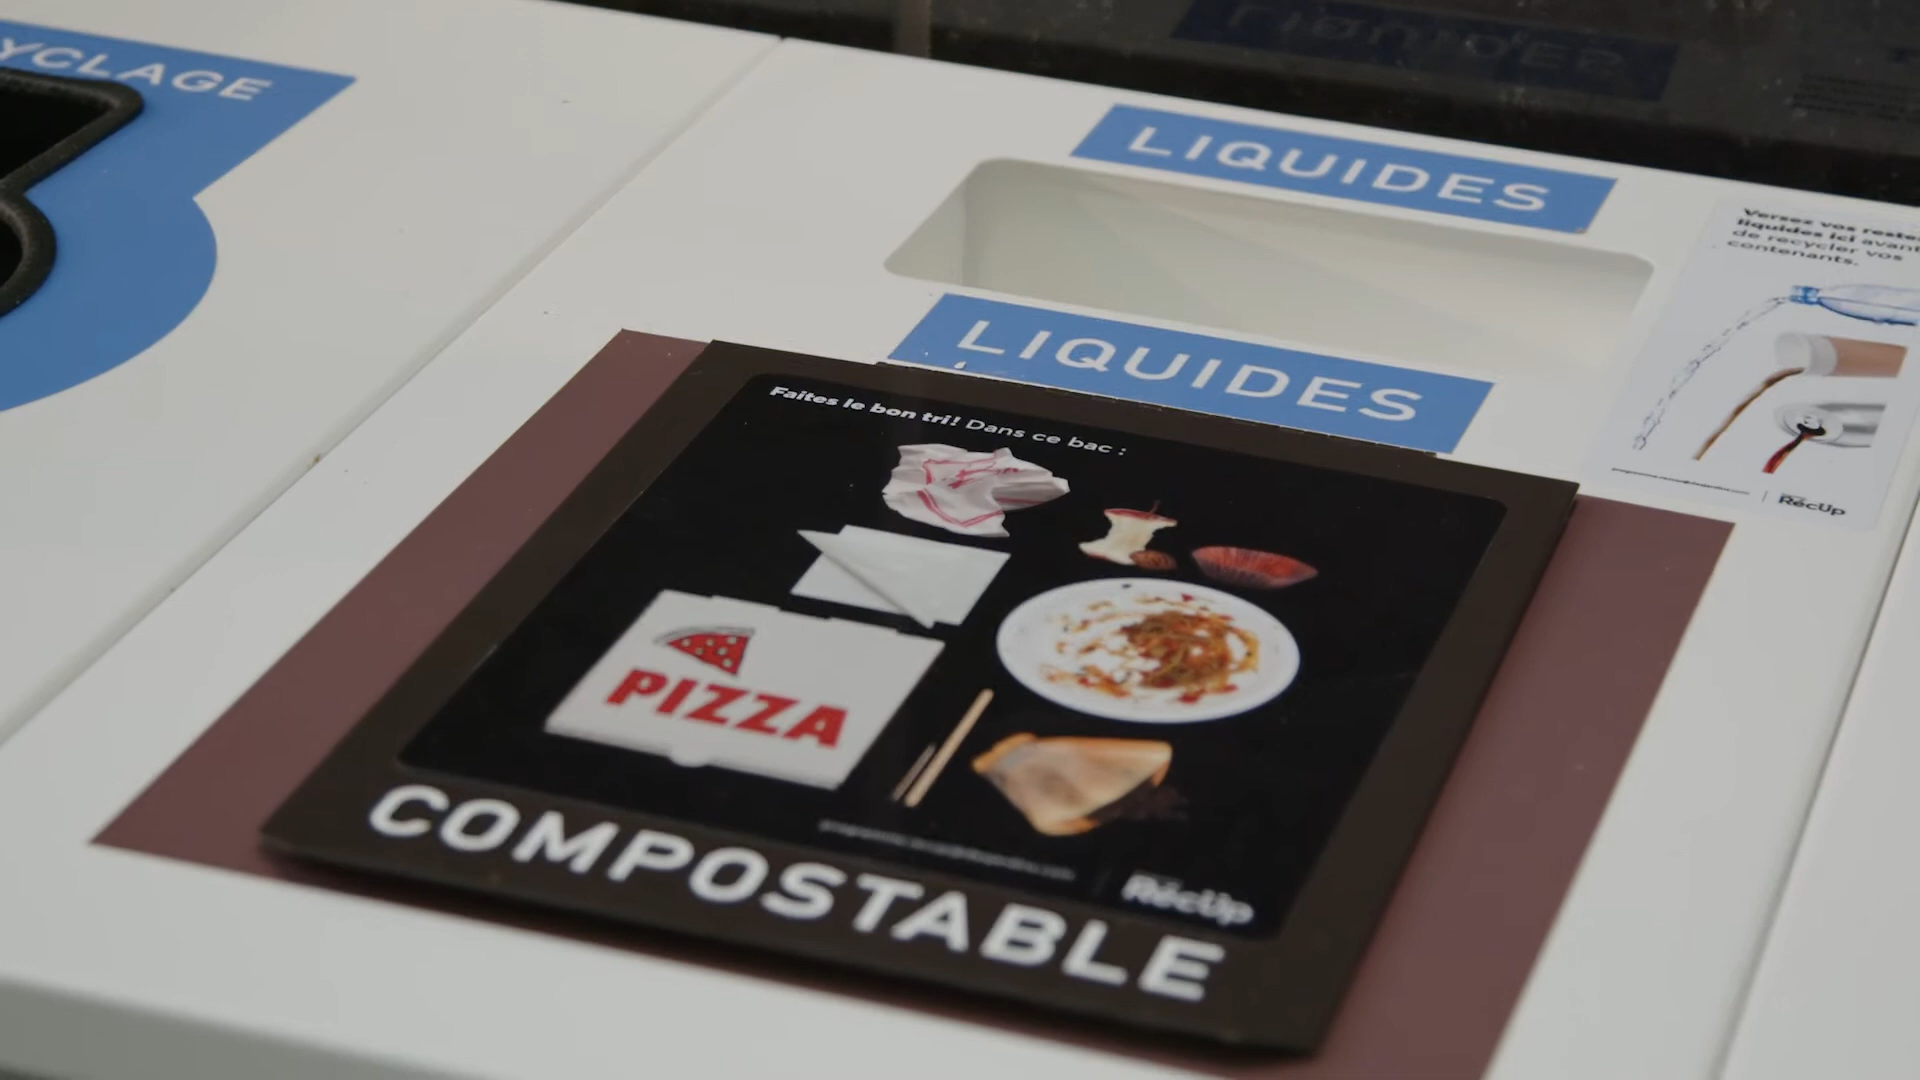 YCLAGE
LIQUIDES
LIQUIDES
Versez vos reste
liquides ici avant
de recycler vos
contenants.
RécUp
Faites le bon tri! Dans ce bac :
PIZZA
RécUp
COMPOSTABLE